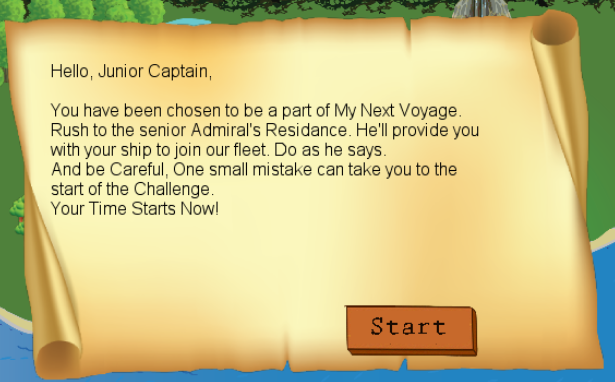 Hello, Junior Captain,
You have been chosen to be a part of My Next Voyage.
Rush to the senior Admiral's Residance. He'll provide you
with your ship to join our fleet. Do as he says.
And be Careful, One small mistake can take you to the
start of the Challenge.
Your Time Starts Now!
Start